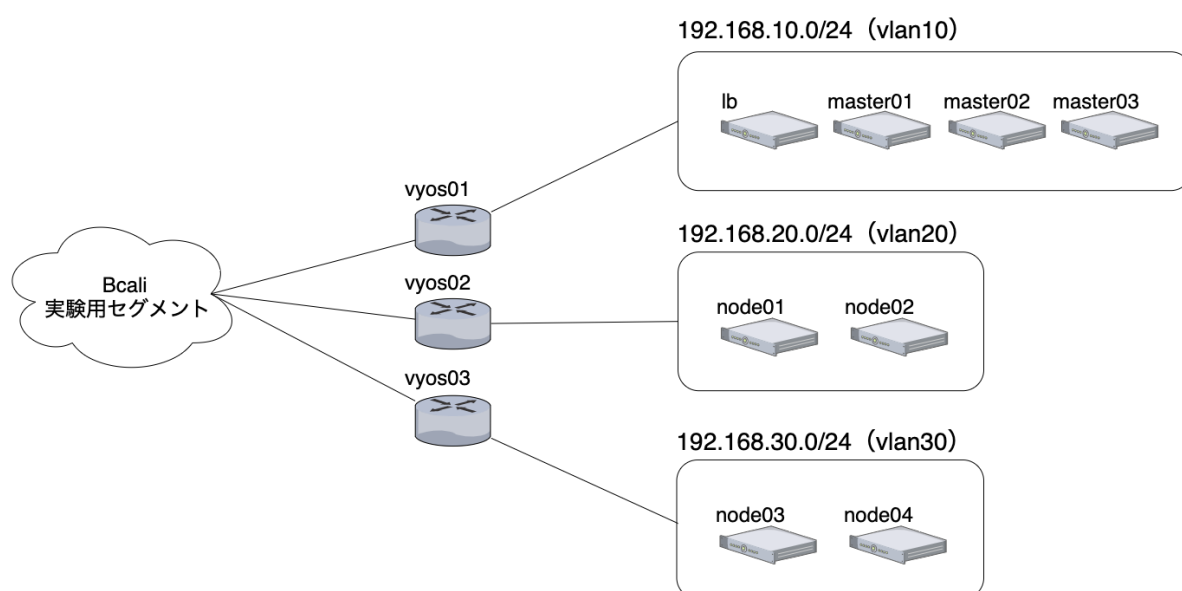 192.168.10.0/24（vlan10）
lb
master01
master02
master03
vyos01
192.168.20.0/24（vlan20）
Bcali
実験用セグメント
vyos02
node01
node02
vyos03
192.168.30.0/24（vlan30）
node03
node04